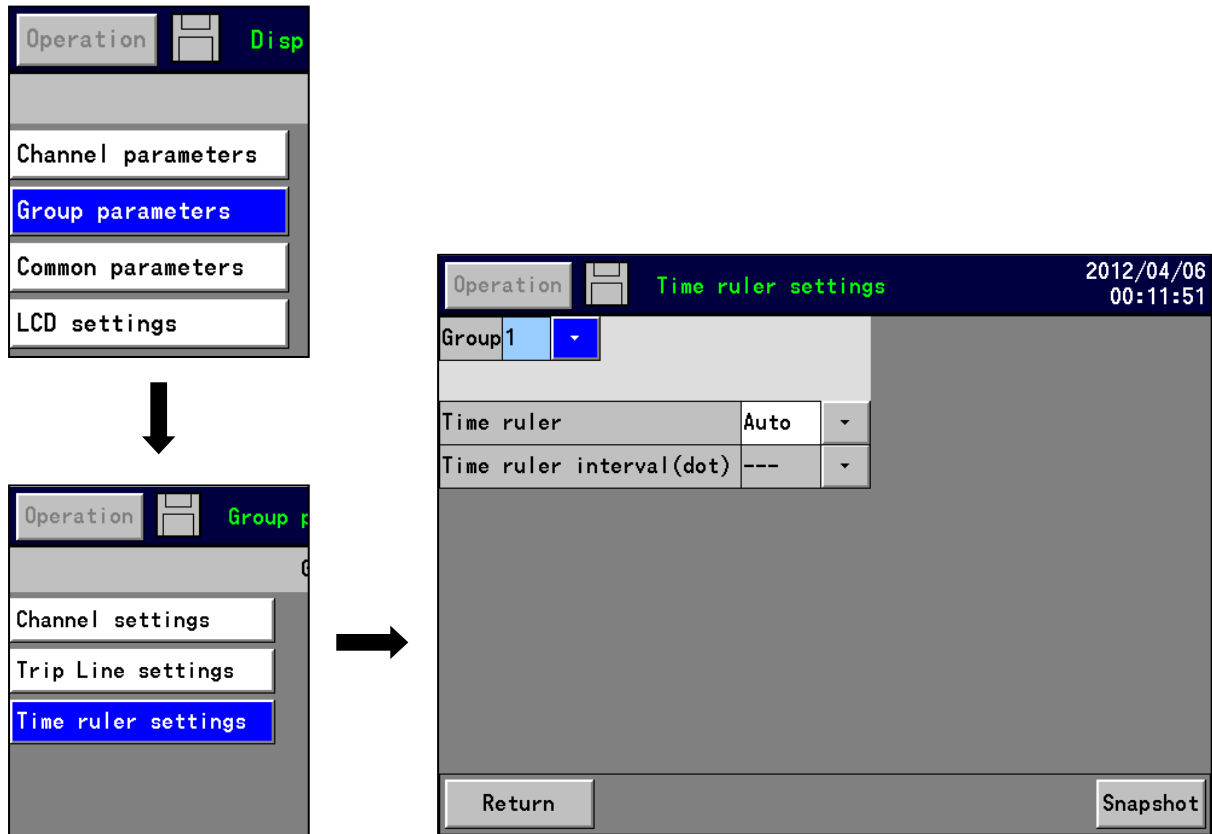 Operation Disp
Channel parameters
Group parameters
Common parameters
LCD settings
Operation Group p
G
Channel settings
Trip Line settings
Time ruler settings
Operation Time ruler settings 2012/04/06
00:11:51
Group 1
Time ruler Auto
Time ruler interval(dot) ---
Return Snapshot